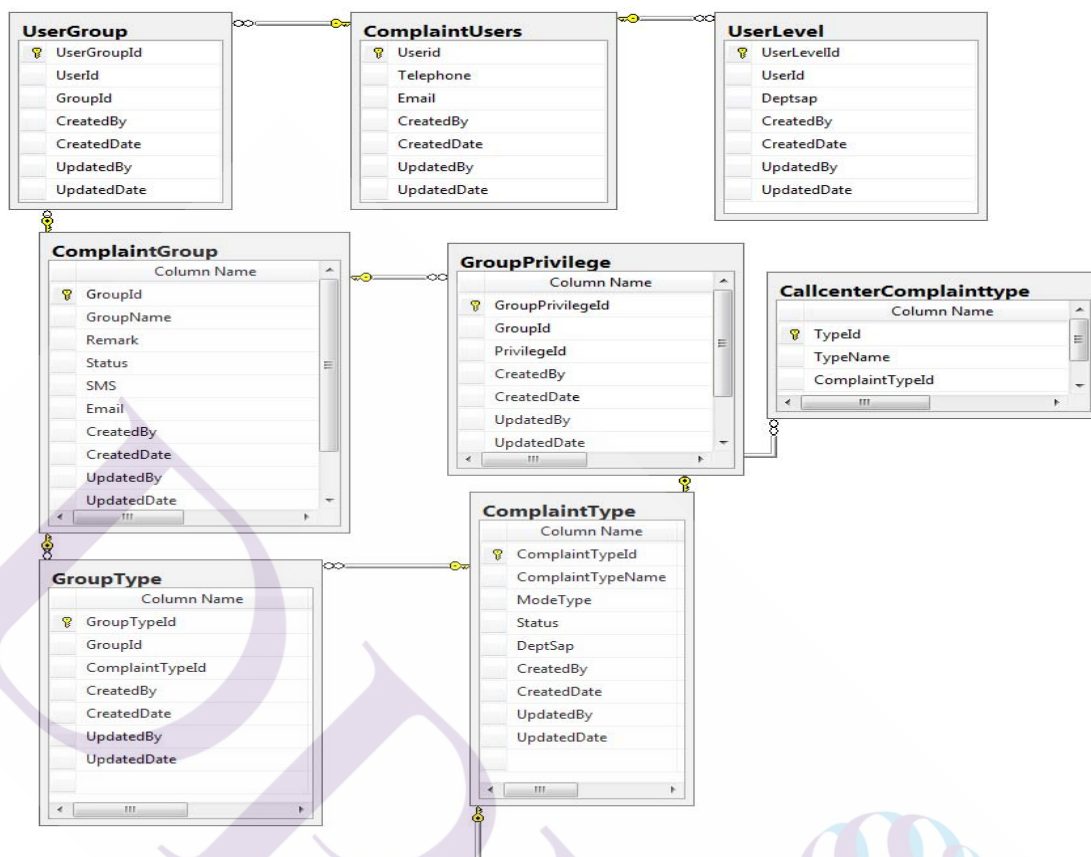 UserGroup
UserGroupId
UserId
GroupId
CreatedBy
CreatedDate
UpdatedBy
UpdatedDate
ComplaintUsers
Userid
Telephone
Email
CreatedBy
CreatedDate
UpdatedBy
UpdatedDate
UserLevel
UserLevelId
UserId
Deptsap
CreatedBy
CreatedDate
UpdatedBy
UpdatedDate
ComplaintGroup
Column Name
GroupId
GroupName
Remark
Status
SMS
Email
CreatedBy
CreatedDate
UpdatedBy
UpdatedDate
GroupPrivilege
Column Name
GroupPrivilegeId
GroupId
PrivilegeId
CreatedBy
CreatedDate
UpdatedBy
UpdatedDate
CallcenterComplainttype
Column Name
TypeId
TypeName
ComplaintTypeId
GroupType
Column Name
GroupTypeId
GroupId
ComplaintTypeId
CreatedBy
CreatedDate
UpdatedBy
UpdatedDate
ComplaintType
Column Name
ComplaintTypeId
ComplaintTypeName
ModeType
Status
DeptSap
CreatedBy
CreatedDate
UpdatedBy
UpdatedDate